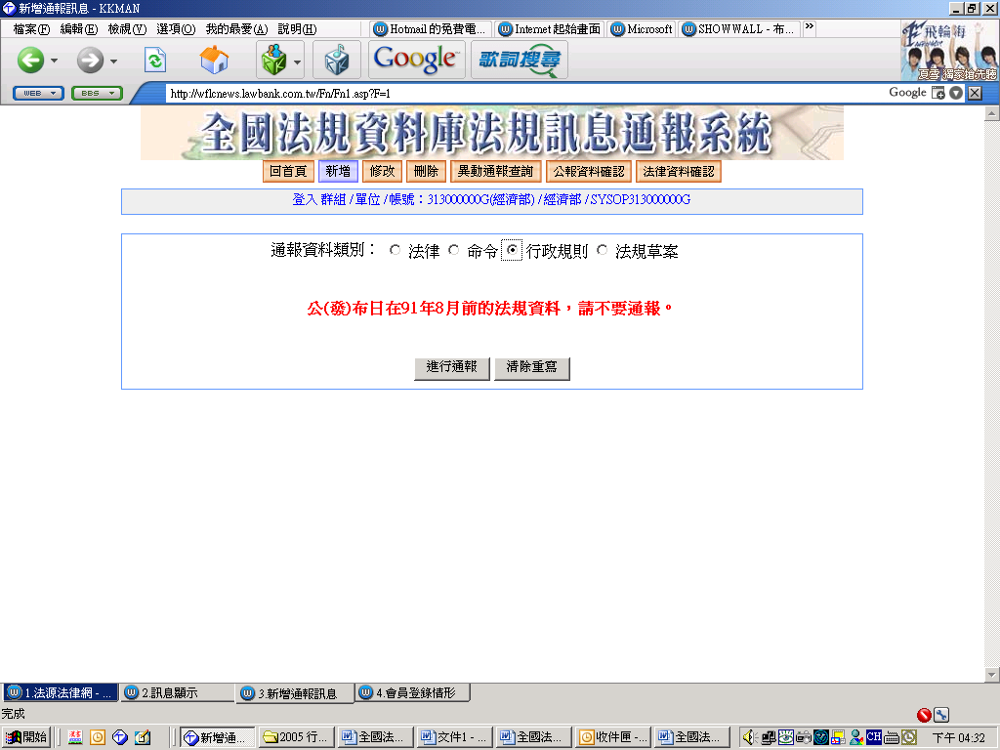 新增通報訊息 - KKMAN
檔案(F) 編輯(E) 檢視(V) 選項(O) 我的最愛(A) 說明(H) Hotmail 的免費電... Internet 起始畫面 Microsoft SHOWWALL - 布... »
Google 歌詞搜尋
飛輪海
夏雪 獨家搶先聽
WEB BBS http://wflcnews.lawbank.com.tw/Fn/Fn1.asp?F=1 Google
全國法規資料庫法規訊息通報系統
回首頁 新增 修改 刪除 異動通報查詢 公報資料確認 法律資料確認
登入 群組 / 單位 / 帳號：313000000G(經濟部) / 經濟部 / SYSOP313000000G
通報資料類別： 法律 命令 行政規則 法規草案
公(發)布日在91年8月前的法規資料，請不要通報。
進行通報 清除重寫
1.法源法律網 - ... 2.訊息顯示 3.新增通報訊息 4.會員登錄情形
完成
開始 新增通... 2005 行... 全國法... 文件1 - ... 全國法... 收件匣 -... 全國法... CH 下午 04:32